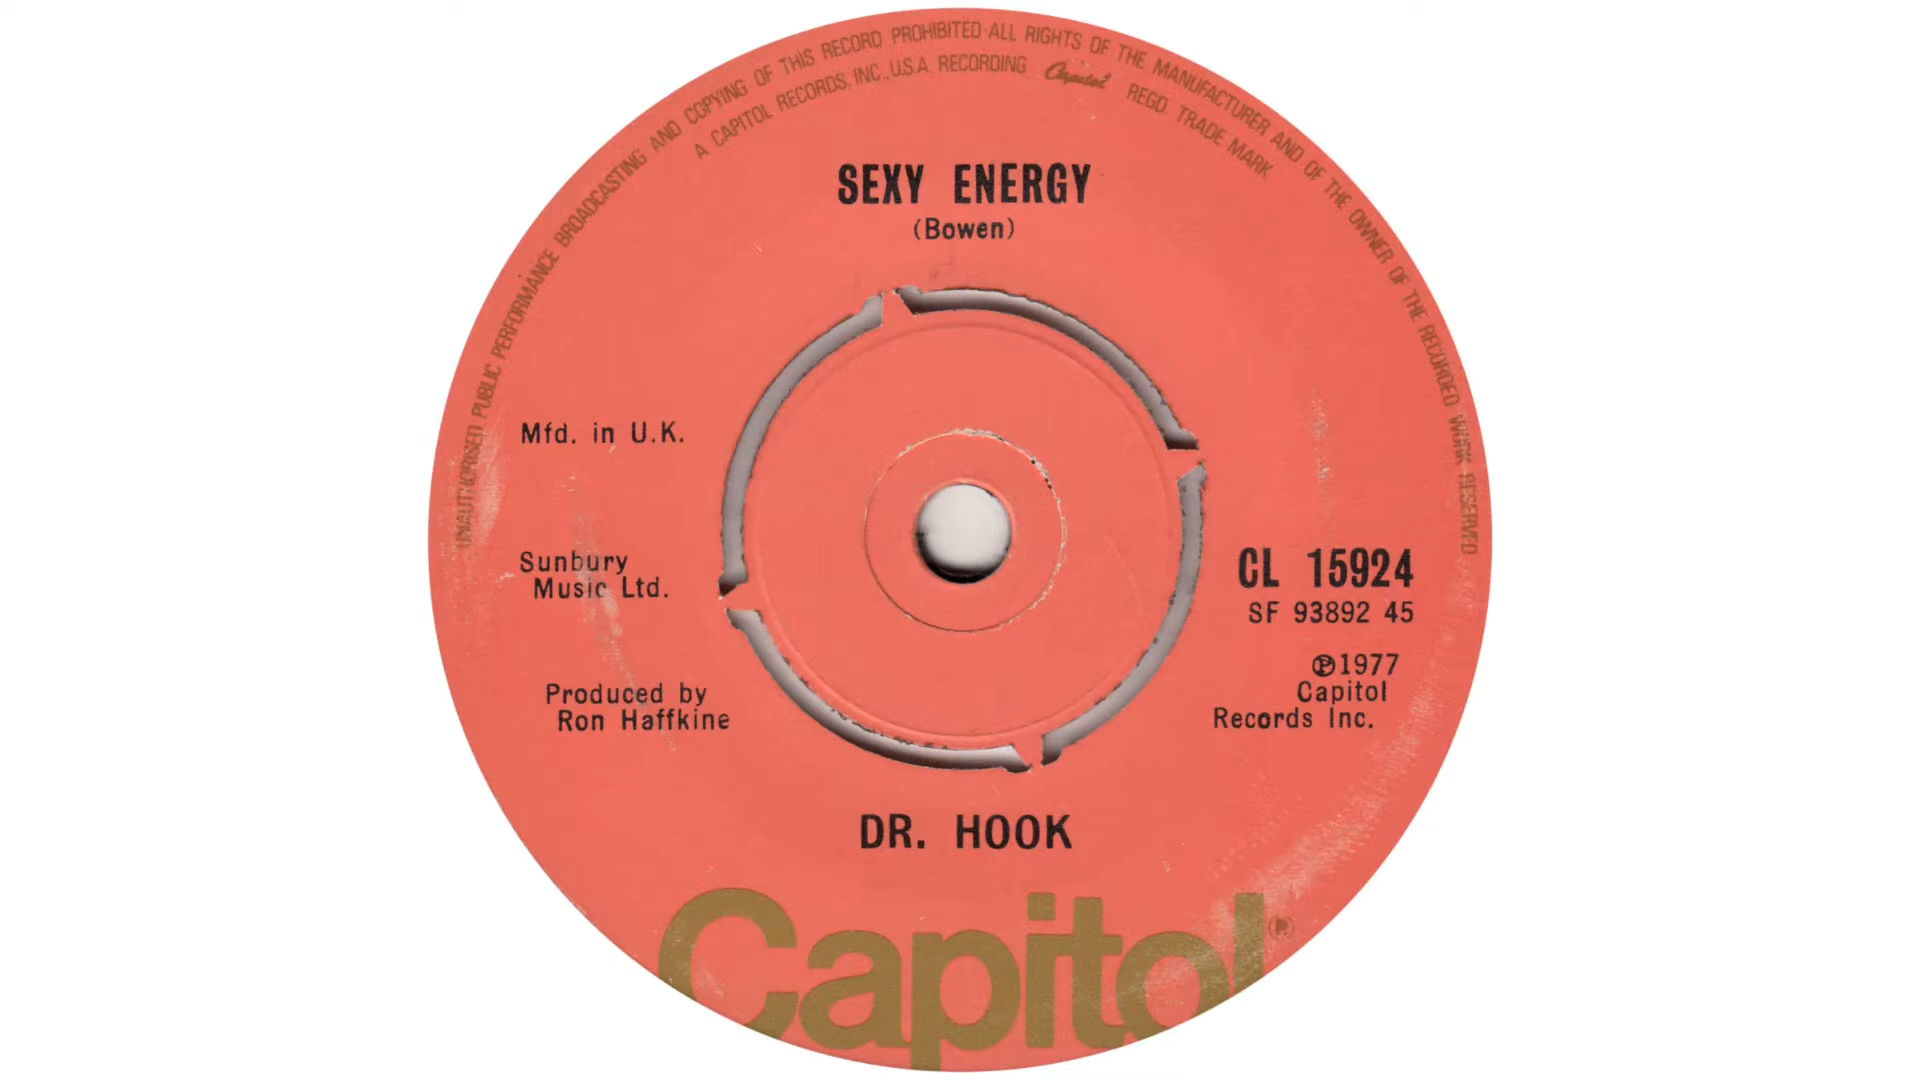 UNAUTHORISED PUBLIC PERFORMANCE BROADCASTING AND COPYING OF THIS RECORD PROHIBITED·ALL RIGHTS OF THE MANUFACTURER AND OF THE OWNER OF THE RECORDED WORK RESERVED
A CAPITOL RECORDS, INC., U.S.A. RECORDING Capitol REGD. TRADE MARK
SEXY ENERGY
(Bowen)
Mfd. in U.K.
Sunbury
Music Ltd.
CL 15924
SF 93892 45
Produced by
Ron Haffkine
Ⓟ1977
Capitol
Records Inc.
DR. HOOK
Capitol®